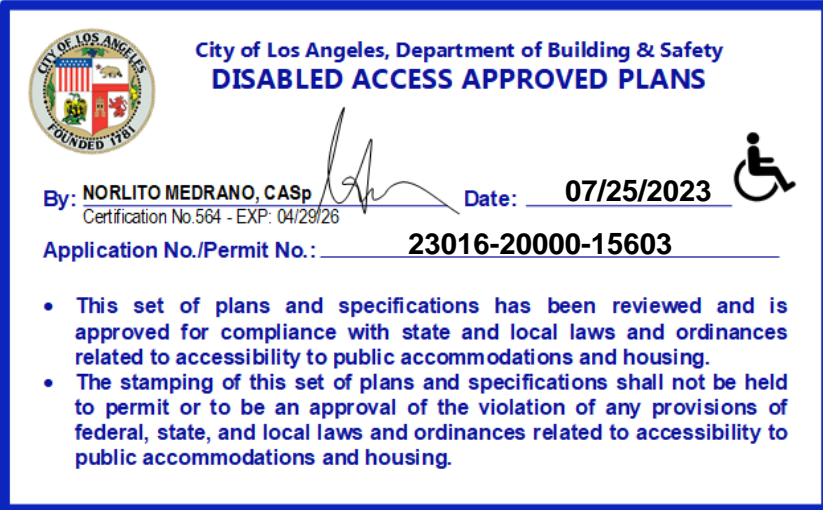 CITY OF LOS ANGELES
FOUNDED 1781
City of Los Angeles, Department of Building & Safety
DISABLED ACCESS APPROVED PLANS
By: NORLITO MEDRANO, CASp Date: 07/25/2023
Certification No.564 - EXP: 04/29/26
Application No./Permit No.: 23016-20000-15603
• This set of plans and specifications has been reviewed and is
approved for compliance with state and local laws and ordinances
related to accessibility to public accommodations and housing.
• The stamping of this set of plans and specifications shall not be held
to permit or to be an approval of the violation of any provisions of
federal, state, and local laws and ordinances related to accessibility to
public accommodations and housing.